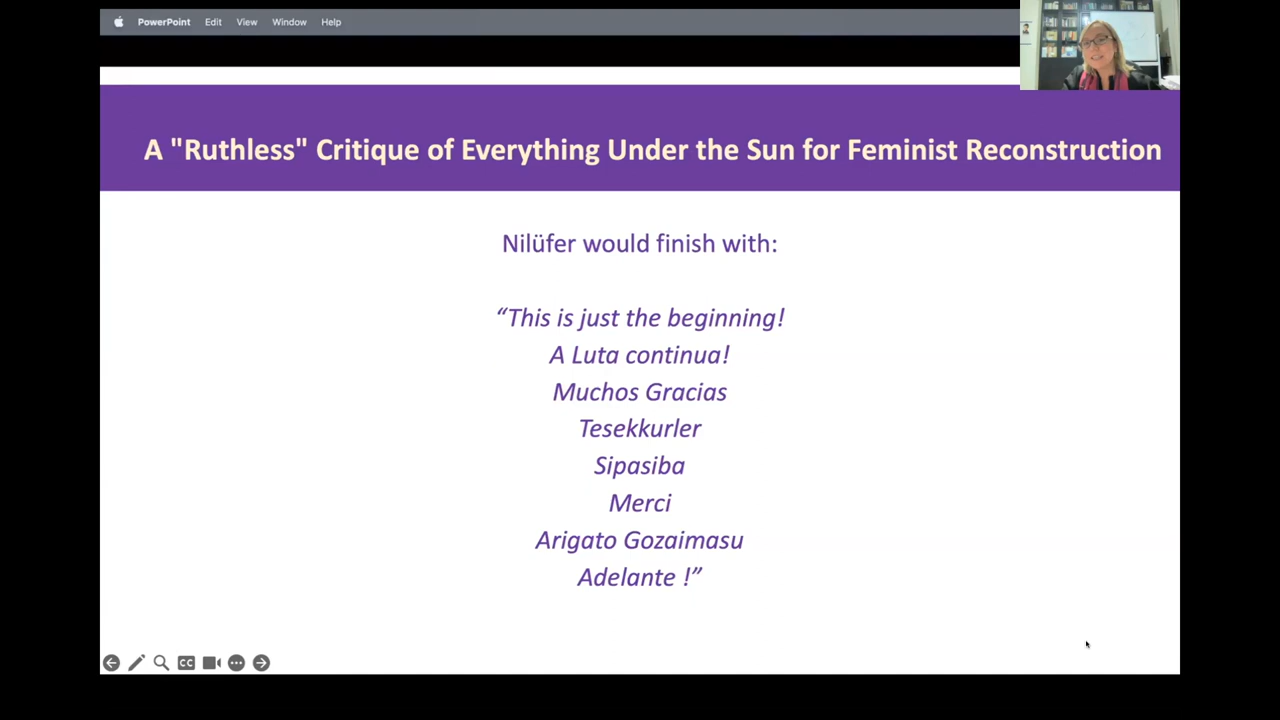 PowerPoint Edit View Window Help
A "Ruthless" Critique of Everything Under the Sun for Feminist Reconstruction
Nilüfer would finish with:
“This is just the beginning!
A Luta continua!
Muchos Gracias
Tesekkurler
Sipasiba
Merci
Arigato Gozaimasu
Adelante !”
CC